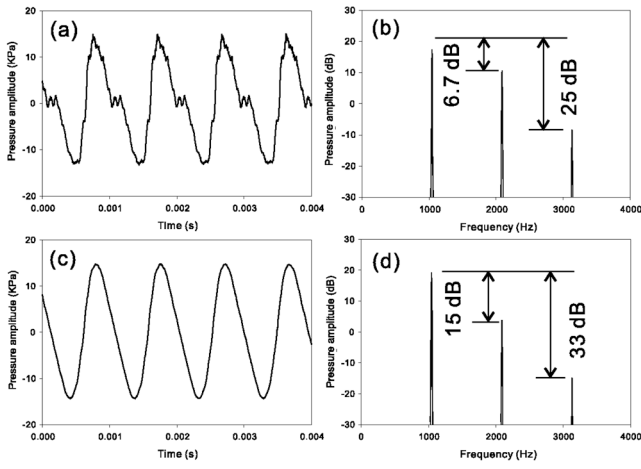 (a)
Pressure amplitude (KPa)
20
10
0
-10
-20
0.000
0.001
0.002
0.003
0.004
Time (s)
(b)
Pressure amplitude (dB)
30
20
10
0
-10
-20
-30
0
1000
2000
3000
4000
Frequency (Hz)
6.7 dB
25 dB
(c)
Pressure amplitude (KPa)
20
10
0
-10
-20
0.000
0.001
0.002
0.003
0.004
Time (s)
(d)
Pressure amplitude (dB)
30
20
10
0
-10
-20
-30
0
1000
2000
3000
4000
Frequency (Hz)
15 dB
33 dB